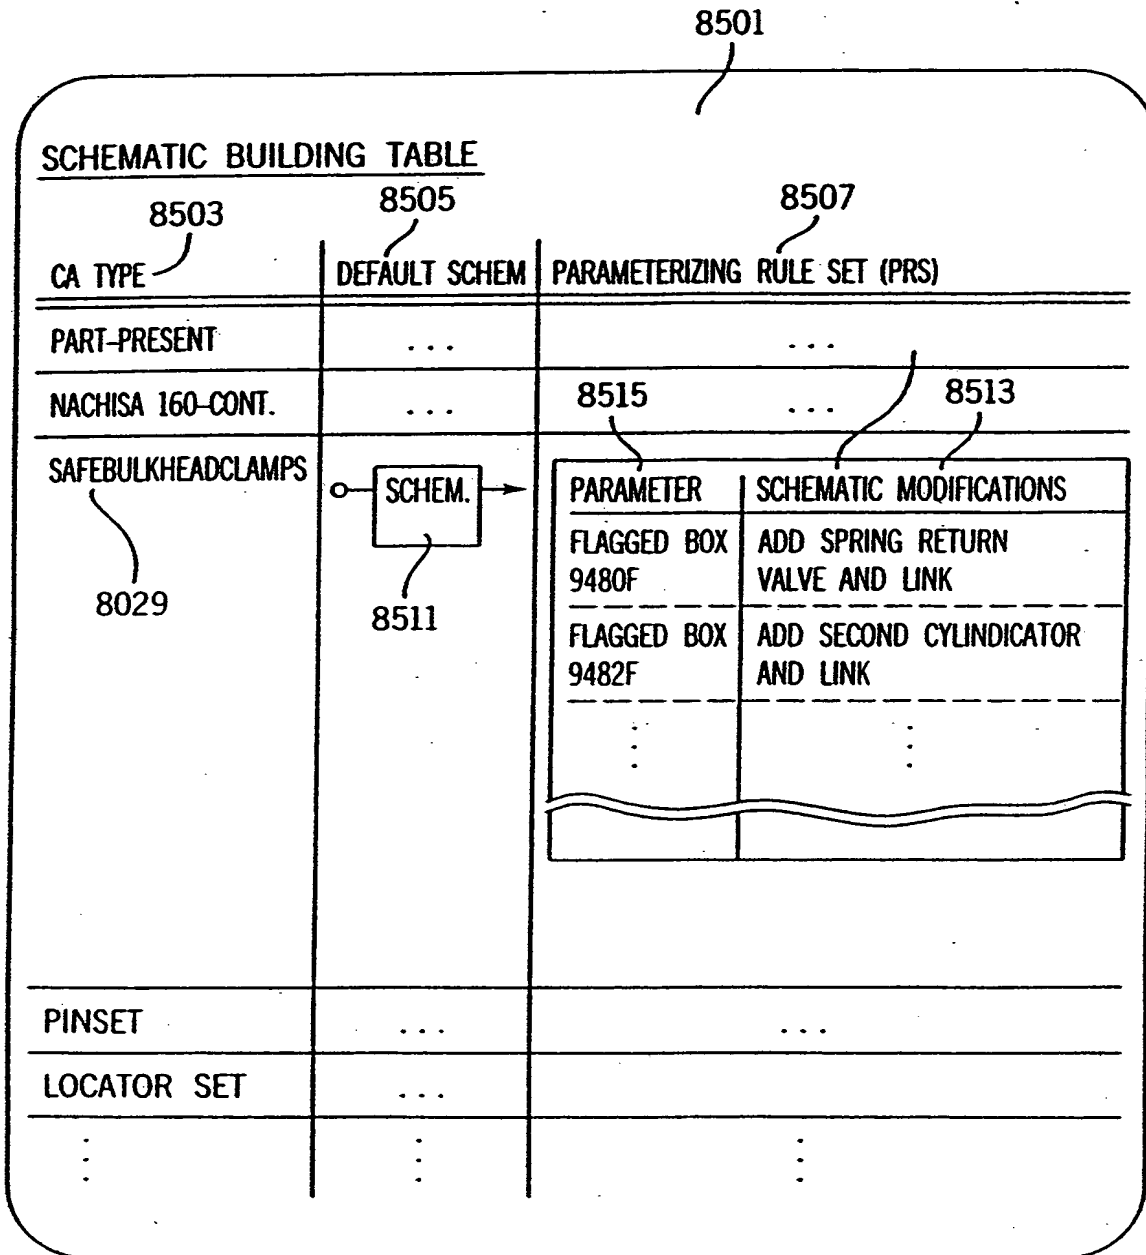 8501
SCHEMATIC BUILDING TABLE
8503
8505
8507
CA TYPE
DEFAULT SCHEM
PARAMETERIZING RULE SET (PRS)
PART-PRESENT
...
...
NACHISA 160-CONT.
...
...
8515
8513
SAFEBULKHEADCLAMPS
SCHEM.
PARAMETER
SCHEMATIC MODIFICATIONS
FLAGGED BOX
9480F
ADD SPRING RETURN
VALVE AND LINK
8029
8511
FLAGGED BOX
9482F
ADD SECOND CYLINDICATOR
AND LINK
PINSET
...
...
LOCATOR SET
...